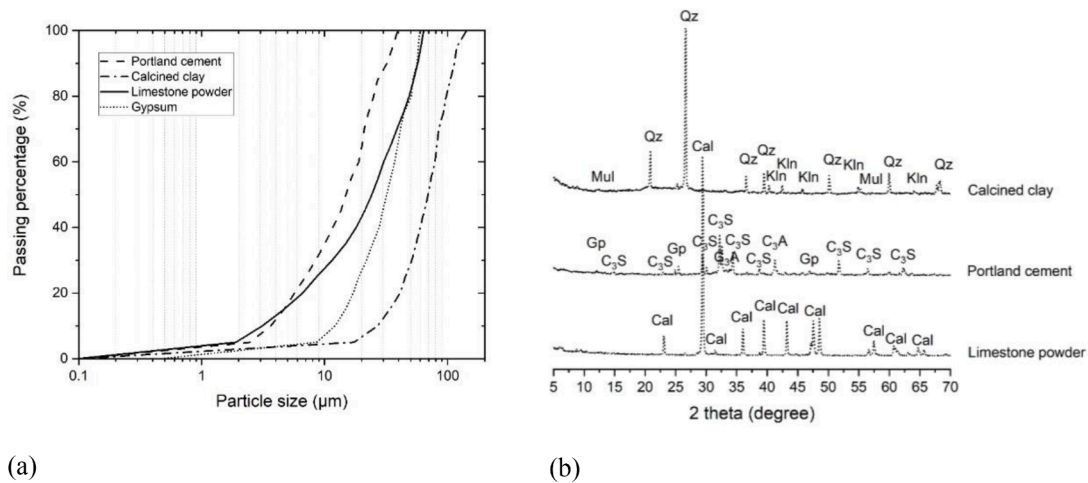 100
80
60
40
20
0
Passing percentage (%)
Portland cement
Calcined clay
Limestone powder
Gypsum
0.1 1 10 100
Particle size (µm)
(a)
Qz
Qz
Cal
Mul
Qz
Qz
Kln
Kln
Kln
Qz
Kln
Mul
Qz
Kln
Qz
Calcined clay
Gp
C₃S
C₃S
Gp
C₃S
C₃S
C₃S
C₃A
C₃S
C₃A
Gp
C₃S
C₃S
C₃S
Portland cement
Cal
Cal
Cal
Cal
Cal
Cal
Cal
Cal
Cal
Limestone powder
5 10 15 20 25 30 35 40 45 50 55 60 65 70
2 theta (degree)
(b)